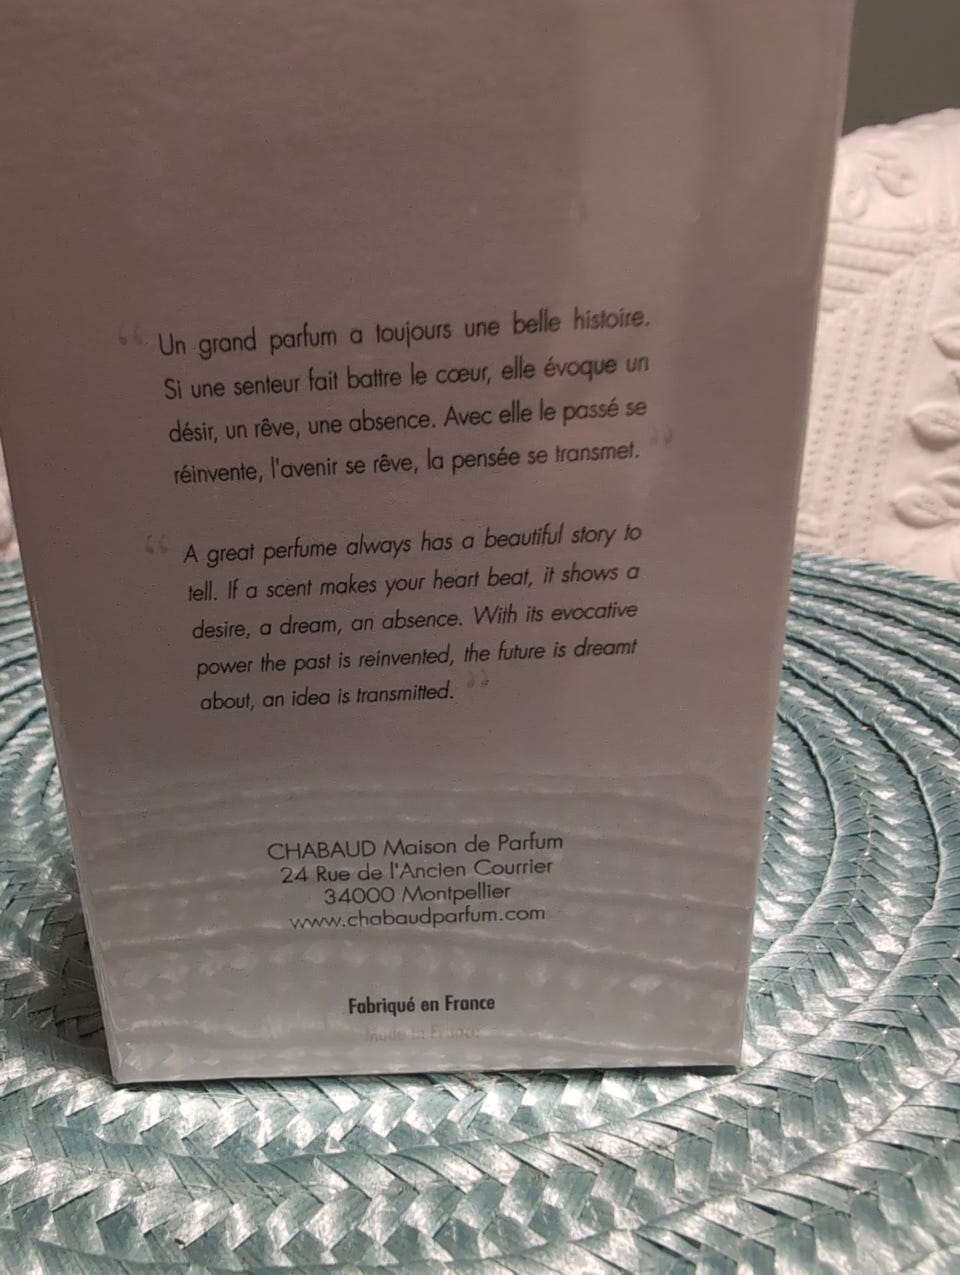 “ Un grand parfum a toujours une belle histoire.
Si une senteur fait battre le cœur, elle évoque un
désir, un rêve, une absence. Avec elle le passé se
réinvente, l'avenir se rêve, la pensée se transmet. ”
“ A great perfume always has a beautiful story to
tell. If a scent makes your heart beat, it shows a
desire, a dream, an absence. With its evocative
power the past is reinvented, the future is dreamt
about, an idea is transmitted. ”
CHABAUD Maison de Parfum
24 Rue de l'Ancien Courrier
34000 Montpellier
www.chabaudparfum.com
Fabriqué en France
Made in France